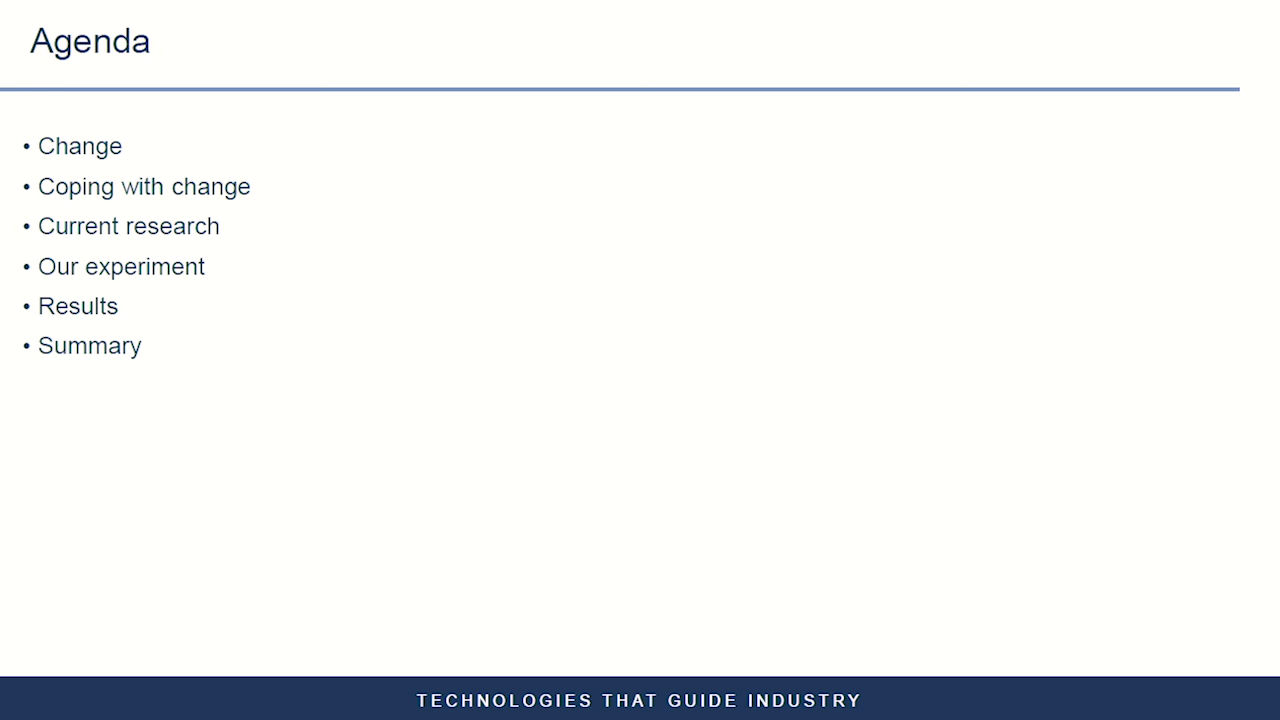 Agenda
• Change
• Coping with change
• Current research
• Our experiment
• Results
• Summary
TECHNOLOGIES THAT GUIDE INDUSTRY